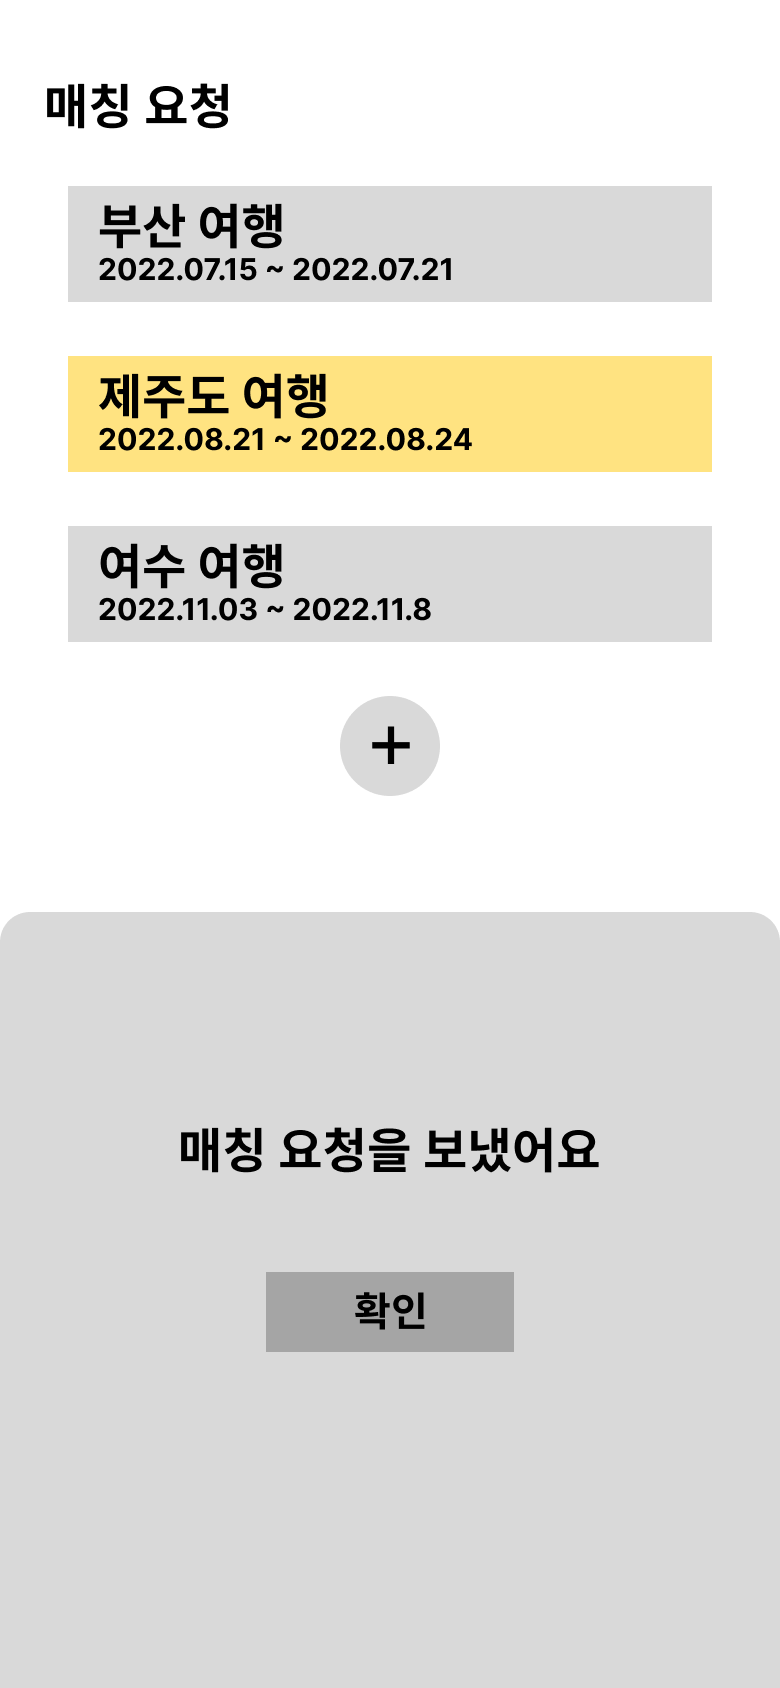 매칭 요청
부산 여행
2022.07.15 ~ 2022.07.21
제주도 여행
2022.08.21 ~ 2022.08.24
여수 여행
2022.11.03 ~ 2022.11.8
+
매칭 요청을 보냈어요
확인